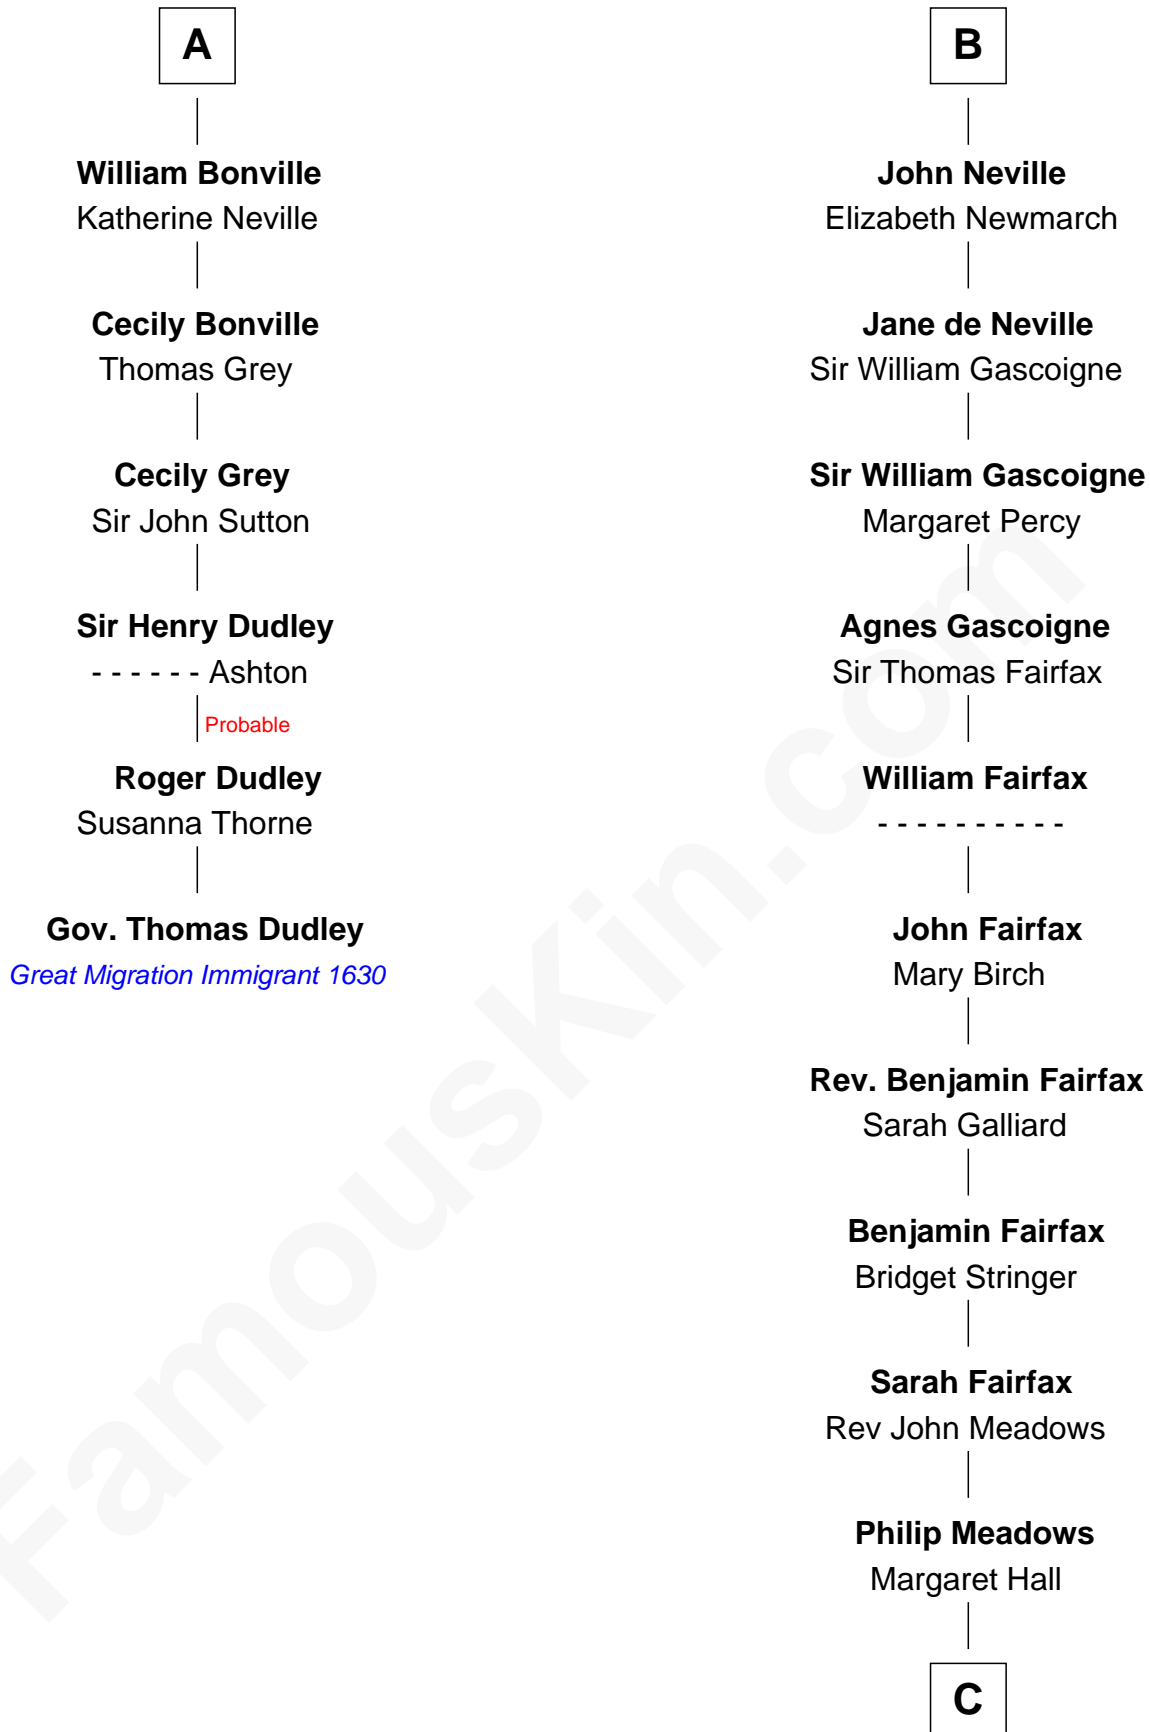 A
William Bonville
Katherine Neville
Cecily Bonville
Thomas Grey
Cecily Grey
Sir John Sutton
Sir Henry Dudley
- - - - - - Ashton
Probable
Roger Dudley
Susanna Thorne
Gov. Thomas Dudley
Great Migration Immigrant 1630
B
John Neville
Elizabeth Newmarch
Jane de Neville
Sir William Gascoigne
Sir William Gascoigne
Margaret Percy
Agnes Gascoigne
Sir Thomas Fairfax
William Fairfax
- - - - - - - - - -
John Fairfax
Mary Birch
Rev. Benjamin Fairfax
Sarah Galliard
Benjamin Fairfax
Bridget Stringer
Sarah Fairfax
Rev John Meadows
Philip Meadows
Margaret Hall
C
FamousKin.com